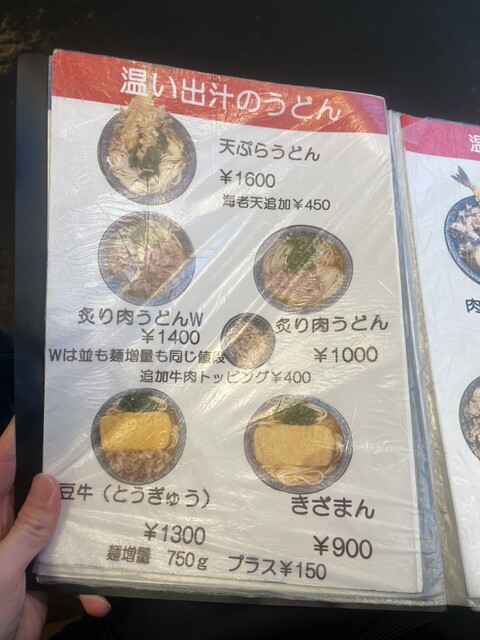 温い出汁のうどん
天ぷらうどん
￥1600
海老天追加￥450
炙り肉うどんW
￥1400
炙り肉うどん
￥1000
Wは並も麺増量も同じ値段
追加牛肉トッピング￥400
豆牛（とうぎゅう）
￥1300
きざまん
￥900
麺増量 750g プラス￥150
温
肉